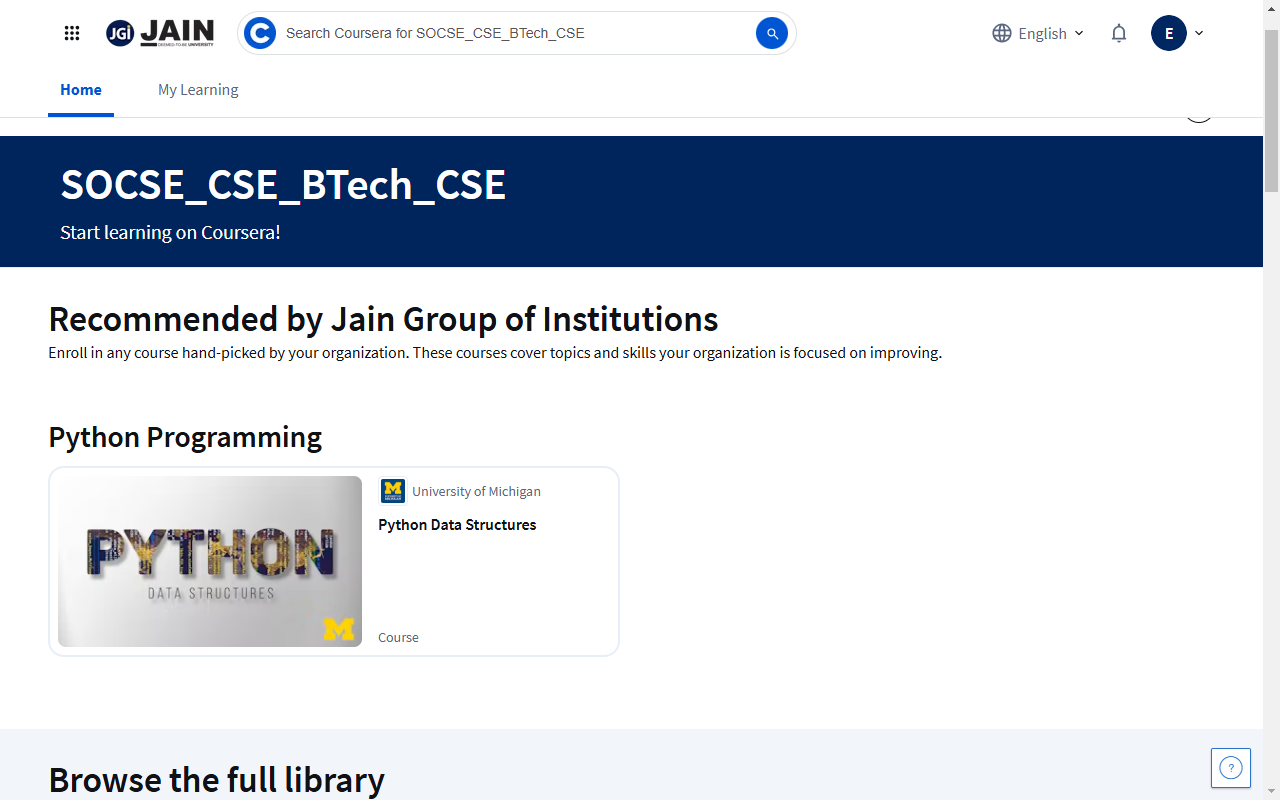 JGI JAIN
DEEMED-TO-BE UNIVERSITY
C Search Coursera for SOCSE_CSE_BTech_CSE
English
E
Home
My Learning
SOCSE_CSE_BTech_CSE
Start learning on Coursera!
Recommended by Jain Group of Institutions
Enroll in any course hand-picked by your organization. These courses cover topics and skills your organization is focused on improving.
Python Programming
PYTHON
DATA STRUCTURES
M
University of Michigan
Python Data Structures
Course
Browse the full library
?